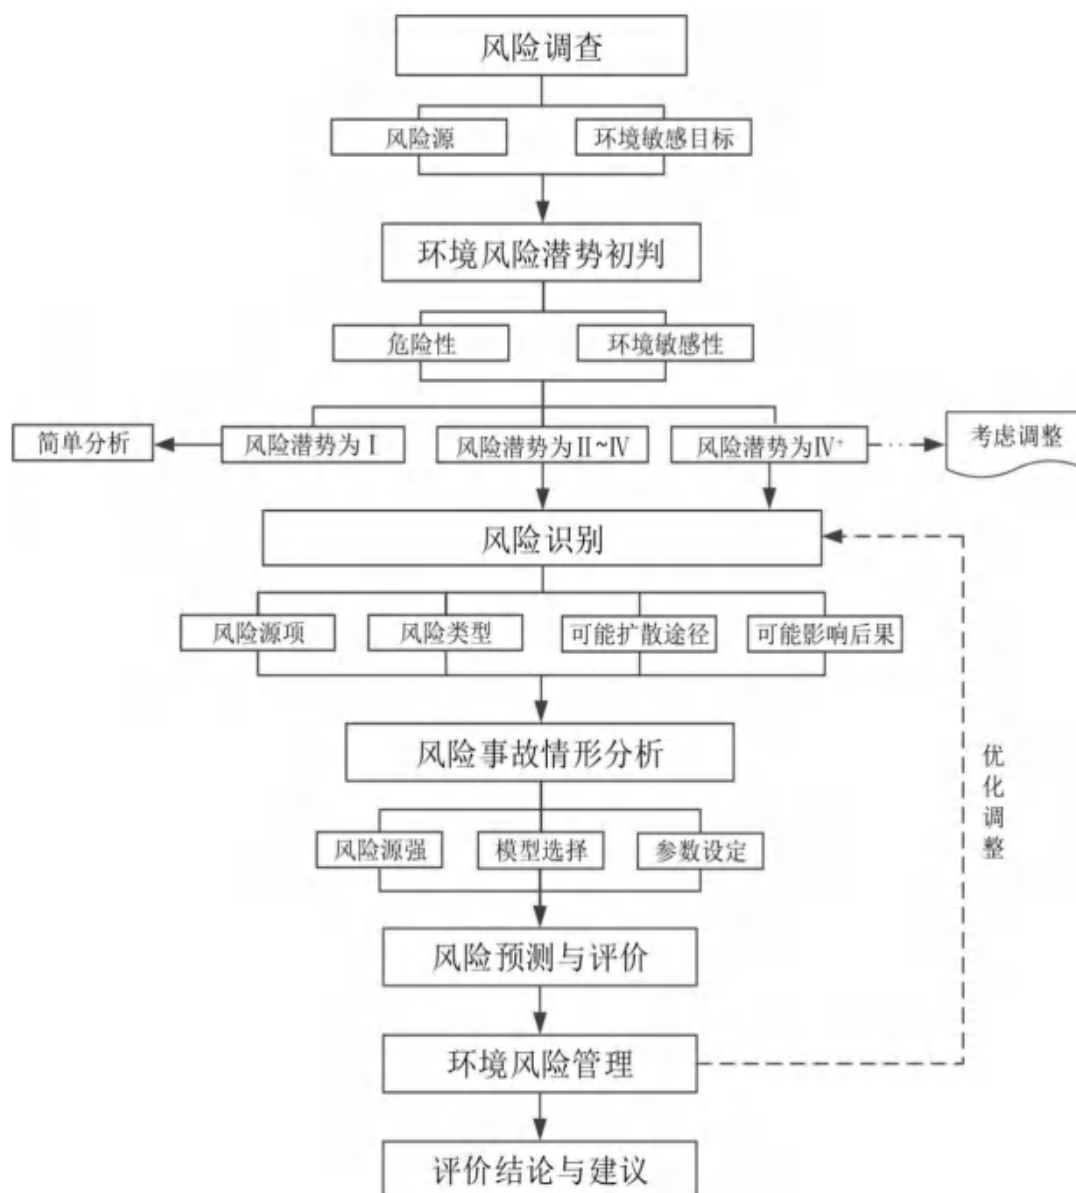 风险调查
风险源
环境敏感目标
环境风险潜势初判
危险性
环境敏感性
简单分析
风险潜势为Ⅰ
风险潜势为Ⅱ~Ⅳ
风险潜势为Ⅳ⁺
考虑调整
风险识别
风险源项
风险类型
可能扩散途径
可能影响后果
风险事故情形分析
优化调整
风险源强
模型选择
参数设定
风险预测与评价
环境风险管理
评价结论与建议